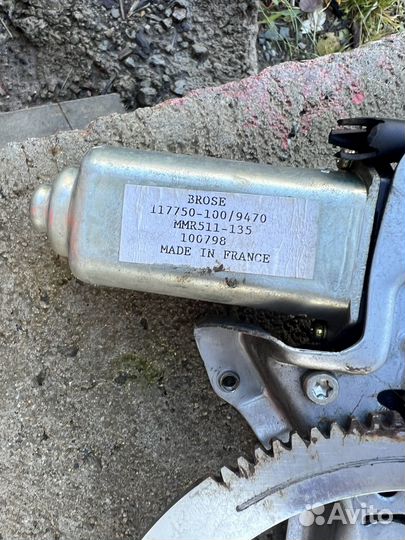 BROSE
117750-100/9470
MMR511-135
100798
MADE IN FRANCE
Avito